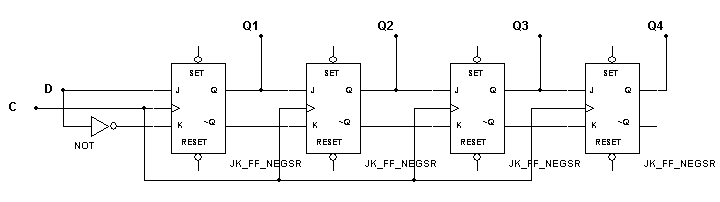 Q1 Q2 Q3 Q4
SET SET SET SET
D J Q J Q J Q J Q
C
K ~Q K ~Q K ~Q K ~Q
NOT RESET RESET RESET RESET
JK_FF_NEGSR JK_FF_NEGSR JK_FF_NEGSR JK_FF_NEGSR